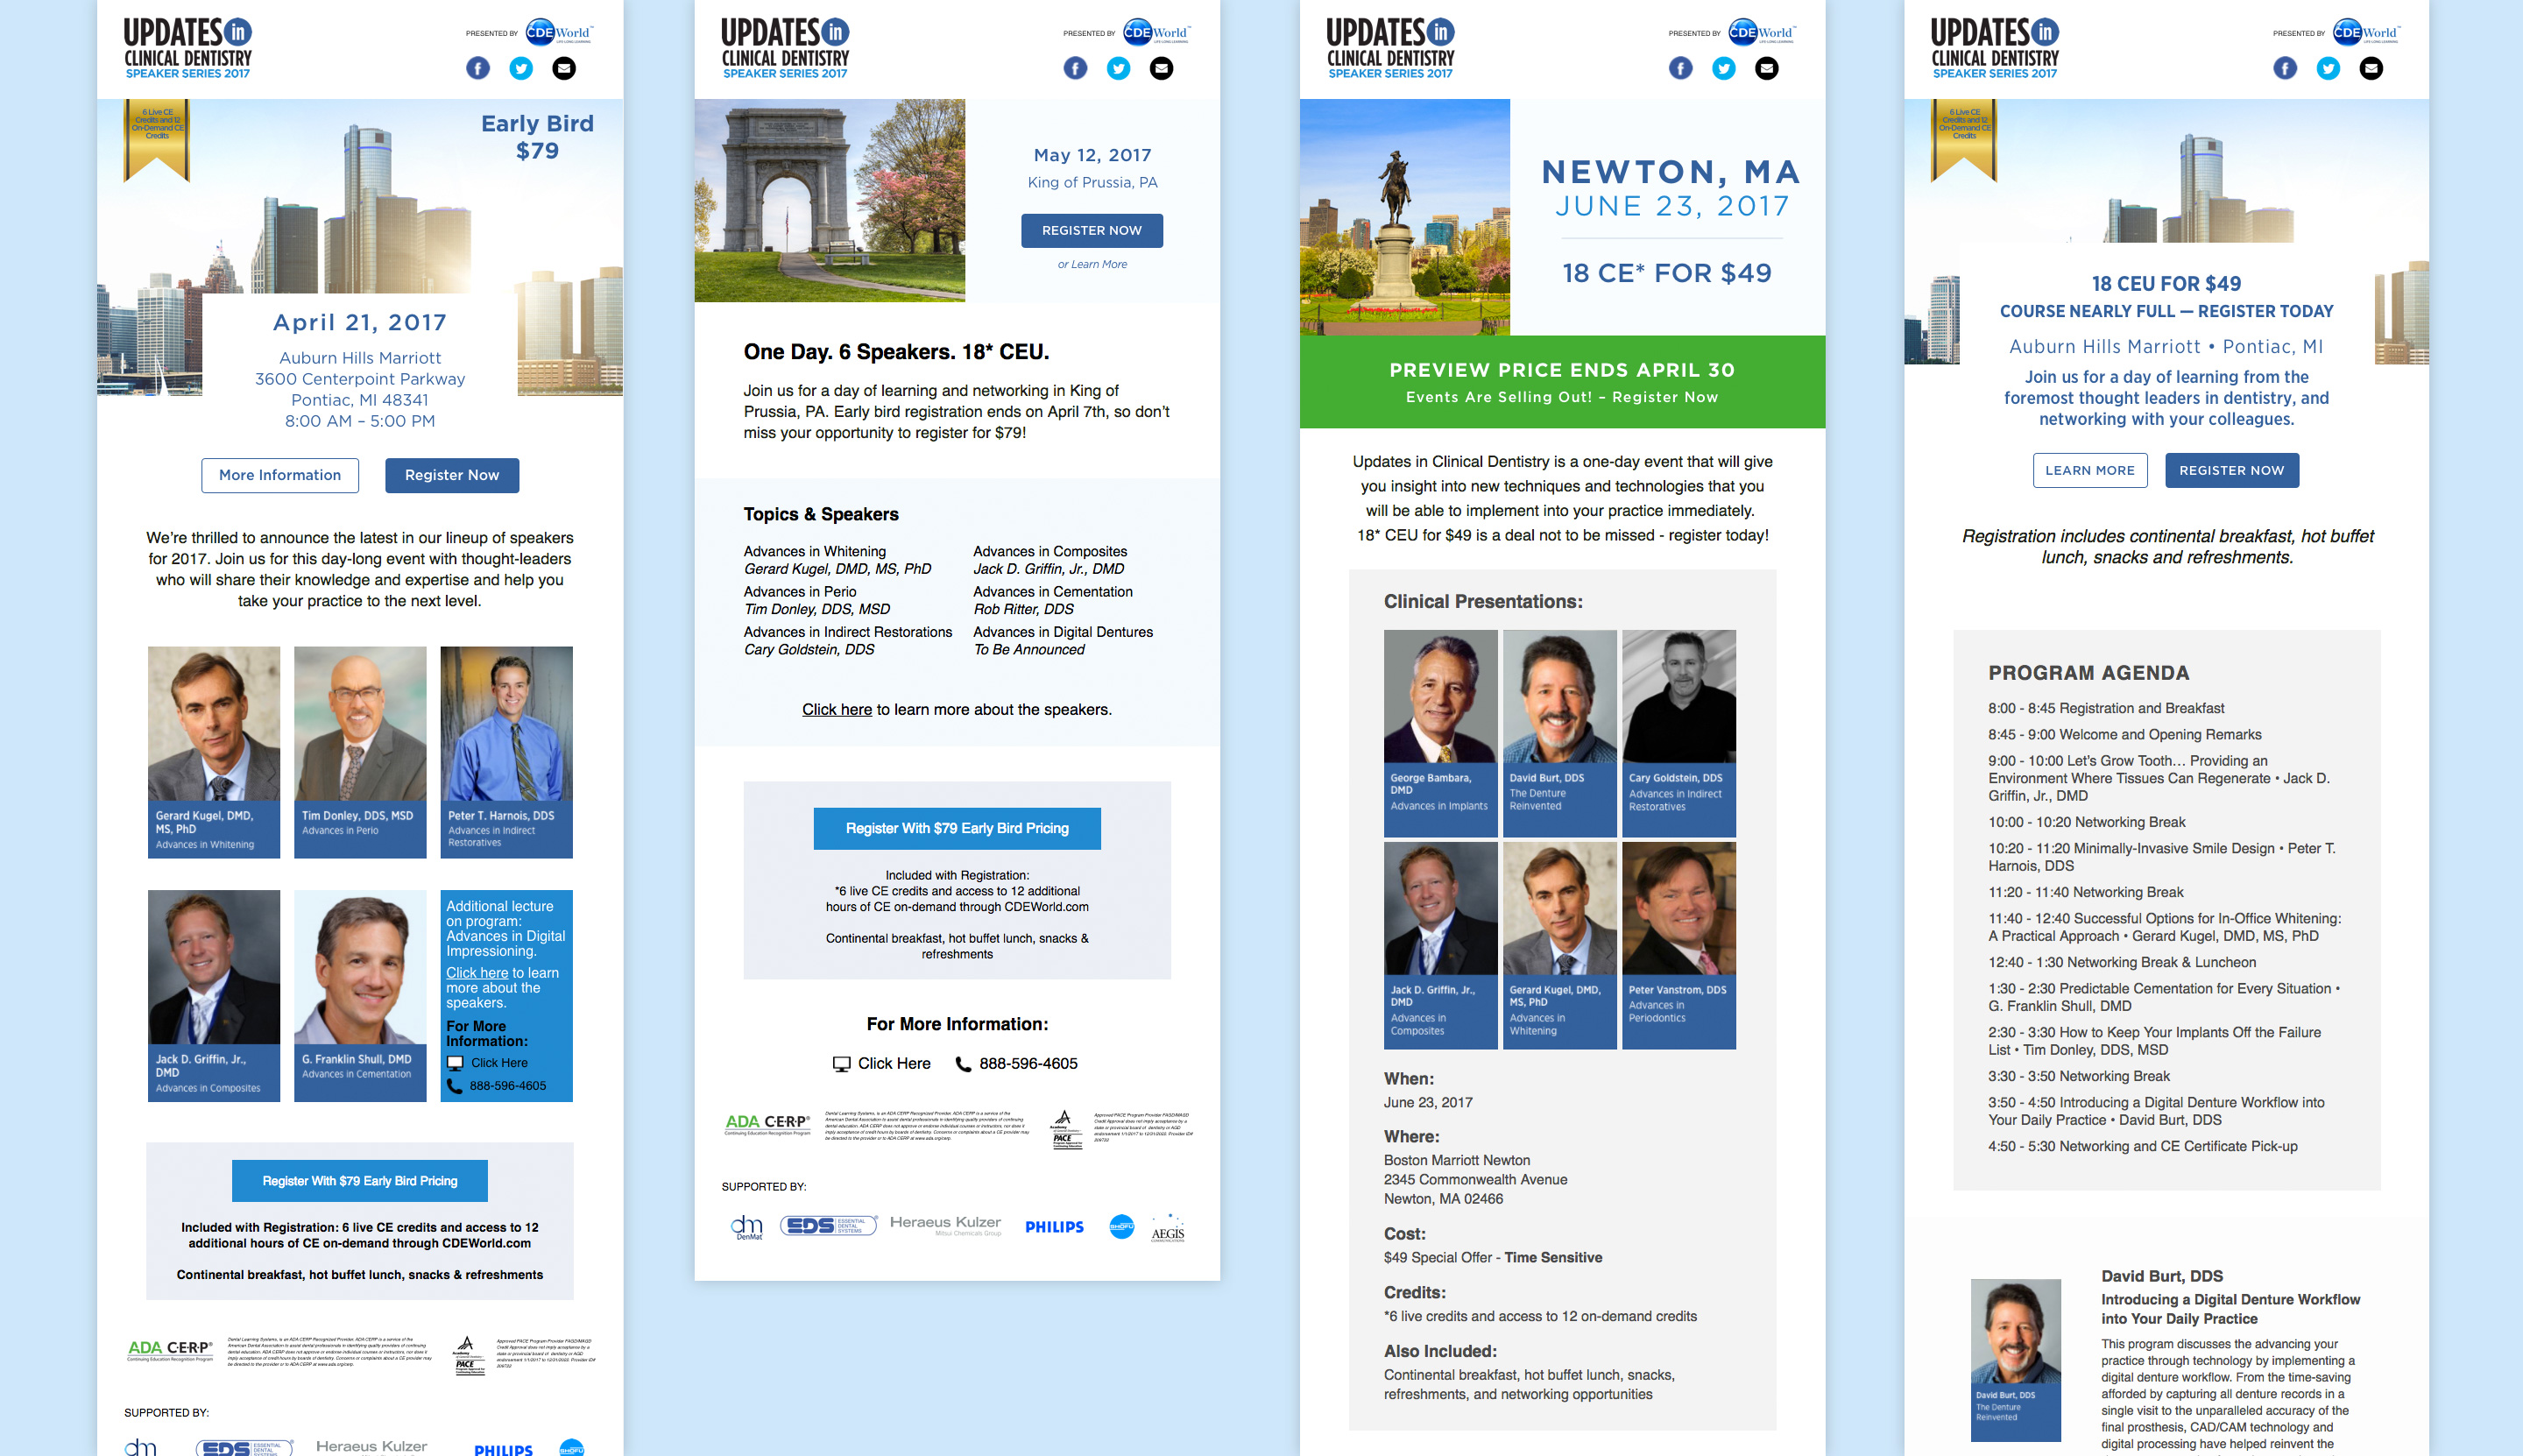 UPDATES in
CLINICAL DENTISTRY
SPEAKER SERIES 2017
PRESENTED BY CDEWorld™
6 Live CE
Credits and 12
On-Demand CE
Credits
Early Bird
$79
April 21, 2017
Auburn Hills Marriott
3600 Centerpoint Parkway
Pontiac, MI 48341
8:00 AM – 5:00 PM
More Information
Register Now
We’re thrilled to announce the latest in our lineup of speakers
for 2017. Join us for this day-long event with thought-leaders
who will share their knowledge and expertise and help you
take your practice to the next level.
Gerard Kugel, DMD,
MS, PhD
Advances in Whitening
Tim Donley, DDS, MSD
Advances in Perio
Peter T. Harnois, DDS
Advances in Indirect
Restoratives
Jack D. Griffin, Jr.,
DMD
Advances in Composites
G. Franklin Shull, DMD
Advances in Cementation
Additional lecture
on program:
Advances in Digital
Impressioning.
Click here to learn
more about the
speakers.
For More
Information:
Click Here
888-596-4605
Register With $79 Early Bird Pricing
Included with Registration: 6 live CE credits and access to 12
additional hours of CE on-demand through CDEWorld.com
Continental breakfast, hot buffet lunch, snacks & refreshments
ADA C·E·R·P®
Continuing Education Recognition Program
PACE
SUPPORTED BY:
dm
EDS ESSENTIAL DENTAL SYSTEMS
Heraeus Kulzer
PHILIPS
SHOFU
UPDATES in
CLINICAL DENTISTRY
SPEAKER SERIES 2017
PRESENTED BY CDEWorld™
May 12, 2017
King of Prussia, PA
REGISTER NOW
or Learn More
One Day. 6 Speakers. 18* CEU.
Join us for a day of learning and networking in King of
Prussia, PA. Early bird registration ends on April 7th, so don’t
miss your opportunity to register for $79!
Topics & Speakers
Advances in Whitening
Gerard Kugel, DMD, MS, PhD
Advances in Perio
Tim Donley, DDS, MSD
Advances in Indirect Restorations
Cary Goldstein, DDS
Advances in Composites
Jack D. Griffin, Jr., DMD
Advances in Cementation
Rob Ritter, DDS
Advances in Digital Dentures
To Be Announced
Click here to learn more about the speakers.
Register With $79 Early Bird Pricing
Included with Registration:
*6 live CE credits and access to 12 additional
hours of CE on-demand through CDEWorld.com
Continental breakfast, hot buffet lunch, snacks &
refreshments
For More Information:
Click Here
888-596-4605
ADA C·E·R·P®
Continuing Education Recognition Program
PACE
SUPPORTED BY:
dm
DenMat
EDS ESSENTIAL DENTAL SYSTEMS
Heraeus Kulzer
Mitsui Chemicals Group
PHILIPS
SHOFU
AEGIS
COMMUNICATIONS
UPDATES in
CLINICAL DENTISTRY
SPEAKER SERIES 2017
PRESENTED BY CDEWorld™
NEWTON, MA
JUNE 23, 2017
18 CE* FOR $49
PREVIEW PRICE ENDS APRIL 30
Events Are Selling Out! – Register Now
Updates in Clinical Dentistry is a one-day event that will give
you insight into new techniques and technologies that you
will be able to implement into your practice immediately.
18* CEU for $49 is a deal not to be missed - register today!
Clinical Presentations:
George Bambara,
DMD
Advances in Implants
David Burt, DDS
The Denture
Reinvented
Cary Goldstein, DDS
Advances in Indirect
Restoratives
Jack D. Griffin, Jr.,
DMD
Advances in
Composites
Gerard Kugel, DMD,
MS, PhD
Advances in
Whitening
Peter Vanstrom, DDS
Advances in
Periodontics
When:
June 23, 2017
Where:
Boston Marriott Newton
2345 Commonwealth Avenue
Newton, MA 02466
Cost:
$49 Special Offer - Time Sensitive
Credits:
*6 live credits and access to 12 on-demand credits
Also Included:
Continental breakfast, hot buffet lunch, snacks,
refreshments, and networking opportunities
UPDATES in
CLINICAL DENTISTRY
SPEAKER SERIES 2017
PRESENTED BY CDEWorld™
6 Live CE
Credits and 12
On-Demand CE
Credits
18 CEU FOR $49
COURSE NEARLY FULL — REGISTER TODAY
Auburn Hills Marriott • Pontiac, MI
Join us for a day of learning from the
foremost thought leaders in dentistry, and
networking with your colleagues.
LEARN MORE
REGISTER NOW
Registration includes continental breakfast, hot buffet
lunch, snacks and refreshments.
PROGRAM AGENDA
8:00 - 8:45 Registration and Breakfast
8:45 - 9:00 Welcome and Opening Remarks
9:00 - 10:00 Let’s Grow Tooth… Providing an
Environment Where Tissues Can Regenerate • Jack D.
Griffin, Jr., DMD
10:00 - 10:20 Networking Break
10:20 - 11:20 Minimally-Invasive Smile Design • Peter T.
Harnois, DDS
11:20 - 11:40 Networking Break
11:40 - 12:40 Successful Options for In-Office Whitening:
A Practical Approach • Gerard Kugel, DMD, MS, PhD
12:40 - 1:30 Networking Break & Luncheon
1:30 - 2:30 Predictable Cementation for Every Situation •
G. Franklin Shull, DMD
2:30 - 3:30 How to Keep Your Implants Off the Failure
List • Tim Donley, DDS, MSD
3:30 - 3:50 Networking Break
3:50 - 4:50 Introducing a Digital Denture Workflow into
Your Daily Practice • David Burt, DDS
4:50 - 5:30 Networking and CE Certificate Pick-up
David Burt, DDS
The Denture
Reinvented
David Burt, DDS
Introducing a Digital Denture Workflow
into Your Daily Practice
This program discusses the advancing your
practice through technology by implementing a
digital denture workflow. From the time-saving
afforded by capturing all denture records in a
single visit to the unparalleled accuracy of the
final prosthesis, CAD/CAM technology and
digital processing have helped reinvent the